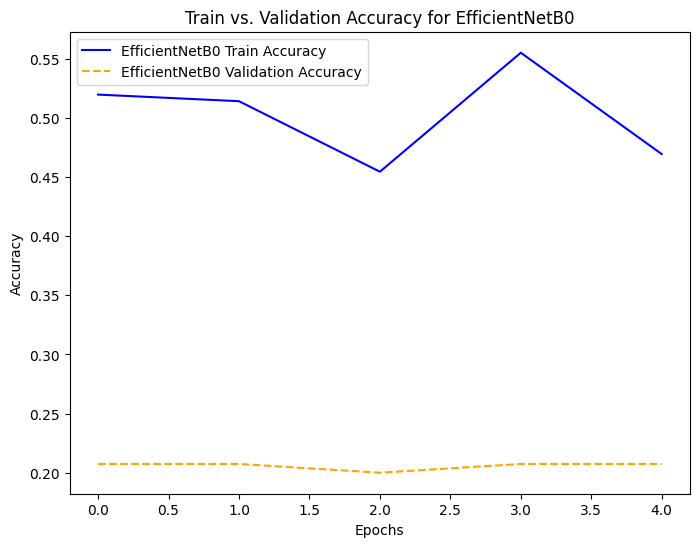 Train vs. Validation Accuracy for EfficientNetB0
EfficientNetB0 Train Accuracy
EfficientNetB0 Validation Accuracy
0.55
0.50
0.45
0.40
0.35
0.30
0.25
0.20
Accuracy
0.0 0.5 1.0 1.5 2.0 2.5 3.0 3.5 4.0
Epochs